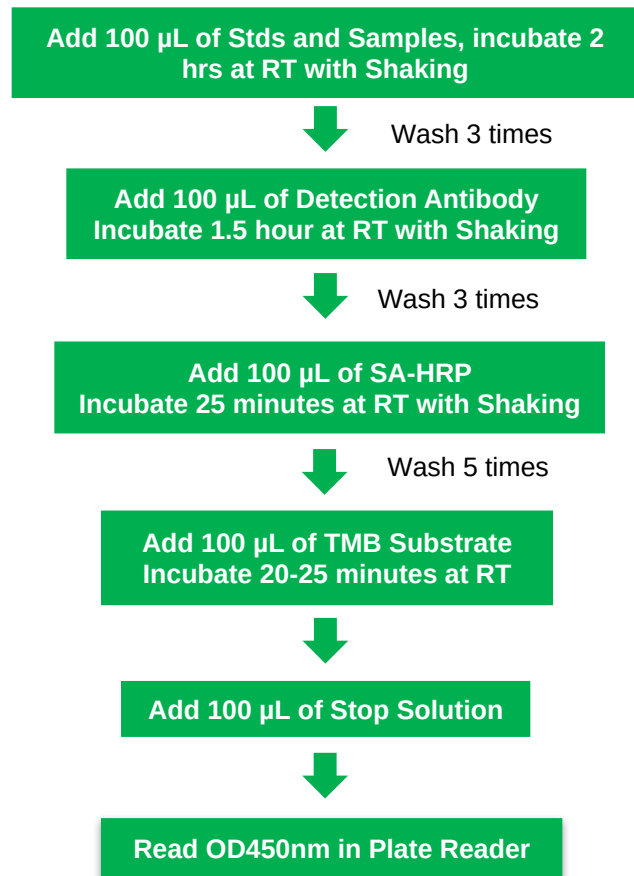 Add 100 µL of Stds and Samples, incubate 2
hrs at RT with Shaking
Wash 3 times
Add 100 µL of Detection Antibody
Incubate 1.5 hour at RT with Shaking
Wash 3 times
Add 100 µL of SA-HRP
Incubate 25 minutes at RT with Shaking
Wash 5 times
Add 100 µL of TMB Substrate
Incubate 20-25 minutes at RT
Add 100 µL of Stop Solution
Read OD450nm in Plate Reader